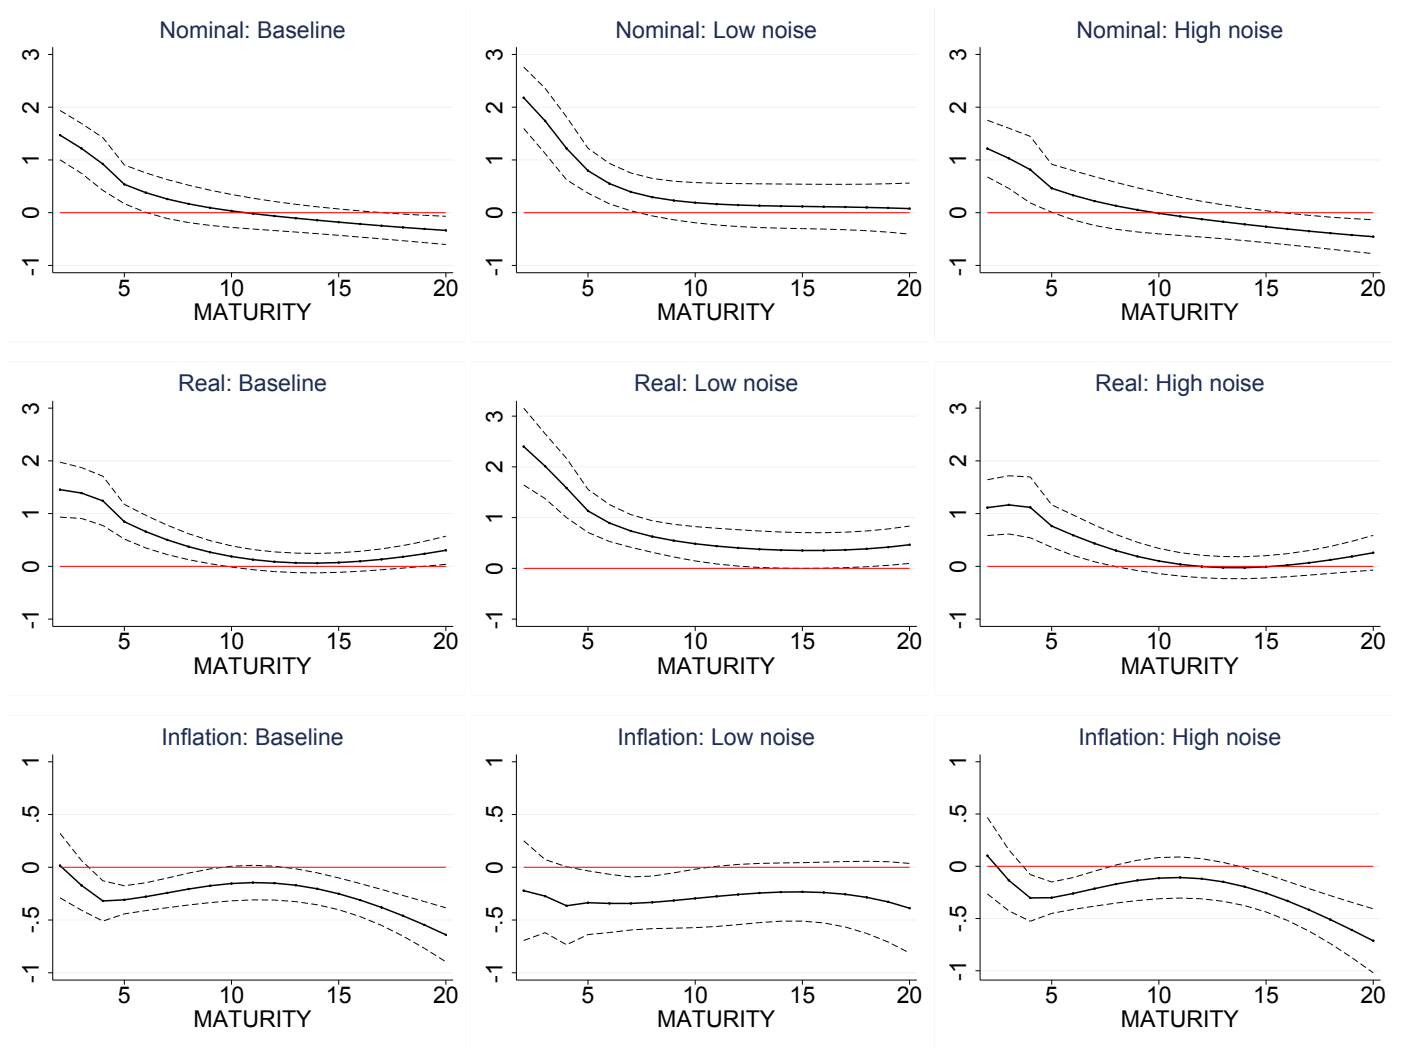 Nominal: Baseline
3
2
1
0
-1
5 10 15 20
MATURITY
Nominal: Low noise
3
2
1
0
-1
5 10 15 20
MATURITY
Nominal: High noise
3
2
1
0
-1
5 10 15 20
MATURITY
Real: Baseline
3
2
1
0
-1
5 10 15 20
MATURITY
Real: Low noise
3
2
1
0
-1
5 10 15 20
MATURITY
Real: High noise
3
2
1
0
-1
5 10 15 20
MATURITY
Inflation: Baseline
1
.5
0
-.5
-1
5 10 15 20
MATURITY
Inflation: Low noise
1
.5
0
-.5
-1
5 10 15 20
MATURITY
Inflation: High noise
1
.5
0
-.5
-1
5 10 15 20
MATURITY